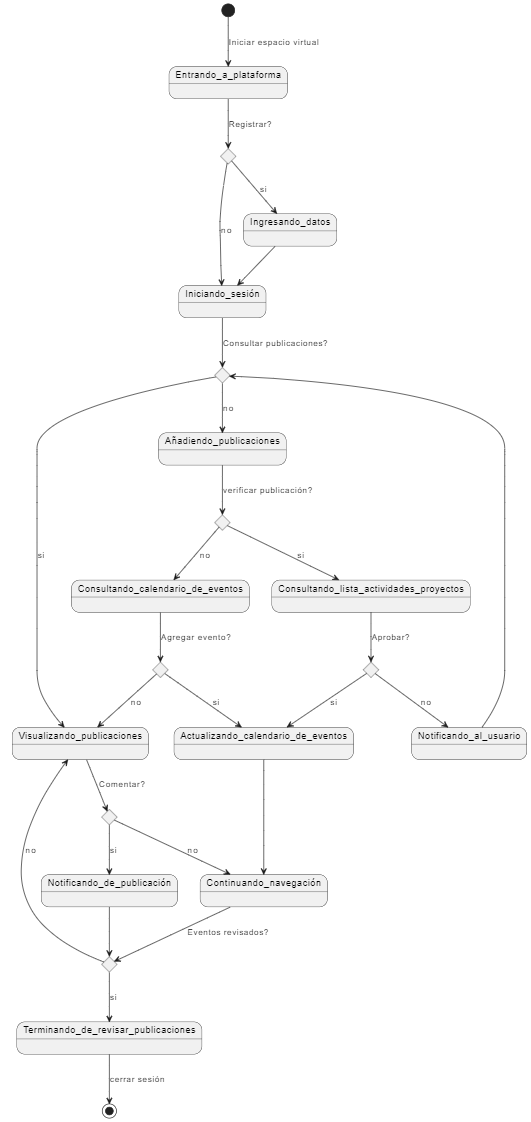 Iniciar espacio virtual
Entrando_a_plataforma
Registrar?
si
Ingresando_datos
no
Iniciando_sesión
Consultar publicaciones?
no
Añadiendo_publicaciones
verificar publicación?
si
no
si
Consultando_calendario_de_eventos
Consultando_lista_actividades_proyectos
Agregar evento?
Aprobar?
no
si
si
no
Visualizando_publicaciones
Actualizando_calendario_de_eventos
Notificando_al_usuario
Comentar?
no
si
no
Notificando_de_publicación
Continuando_navegación
Eventos revisados?
si
Terminando_de_revisar_publicaciones
cerrar sesión